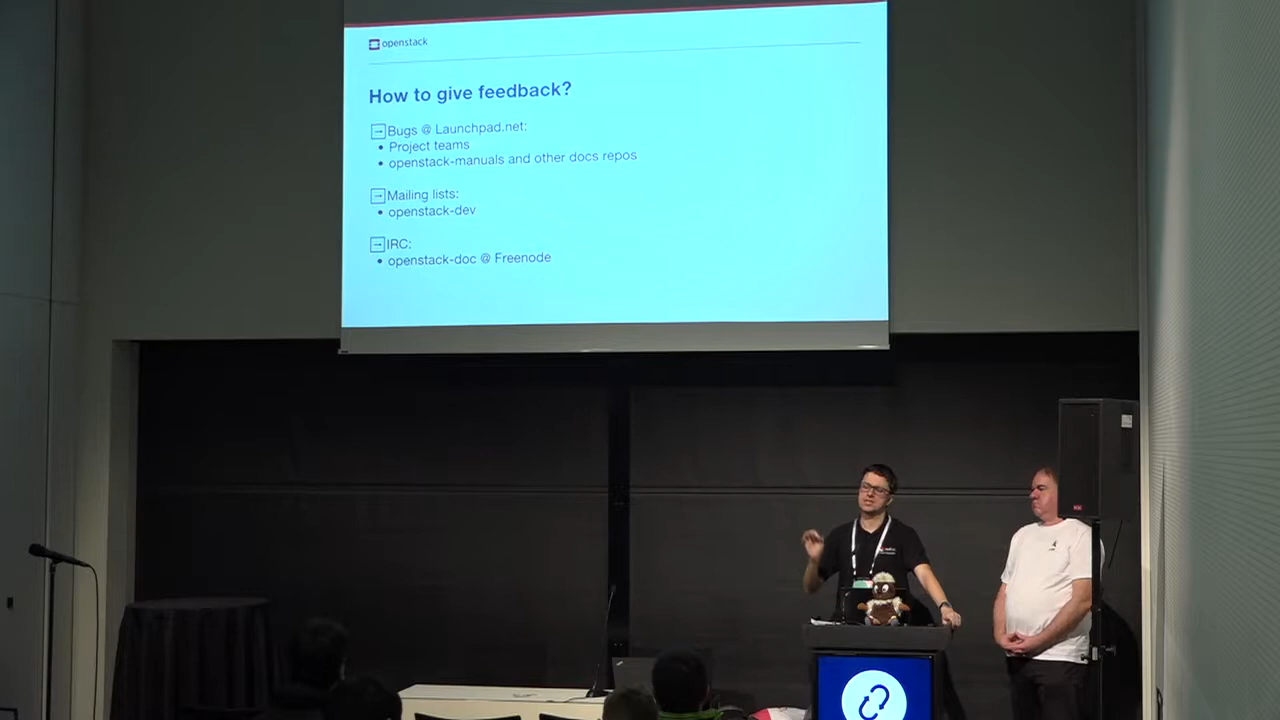 openstack
How to give feedback?
→ Bugs @ Launchpad.net:
• Project teams
• openstack-manuals and other docs repos
→ Mailing lists:
• openstack-dev
→ IRC:
• openstack-doc @ Freenode